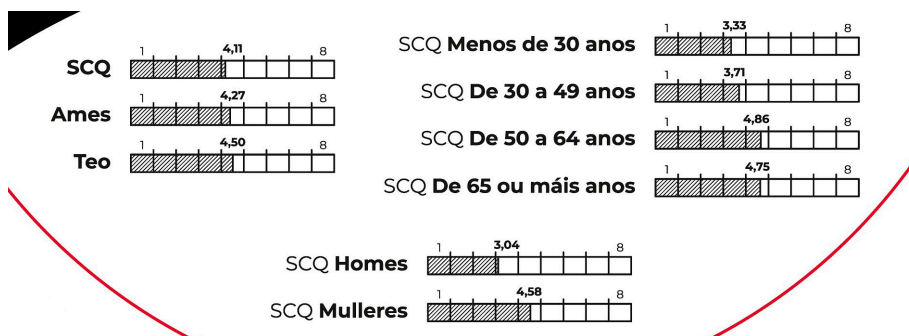 1 4,11 8
SCQ
4,27
Ames
4,50
Teo 8
1 3,33 8
SCQ Menos de 30 anos
1 3,71 8
SCQ De 30 a 49 anos
1 4,86 8
SCQ De 50 a 64 anos
1 4,75 8
SCQ De 65 ou máis anos
1 3,04 8
SCQ Homes
1 4,58 8
SCQ Mulleres